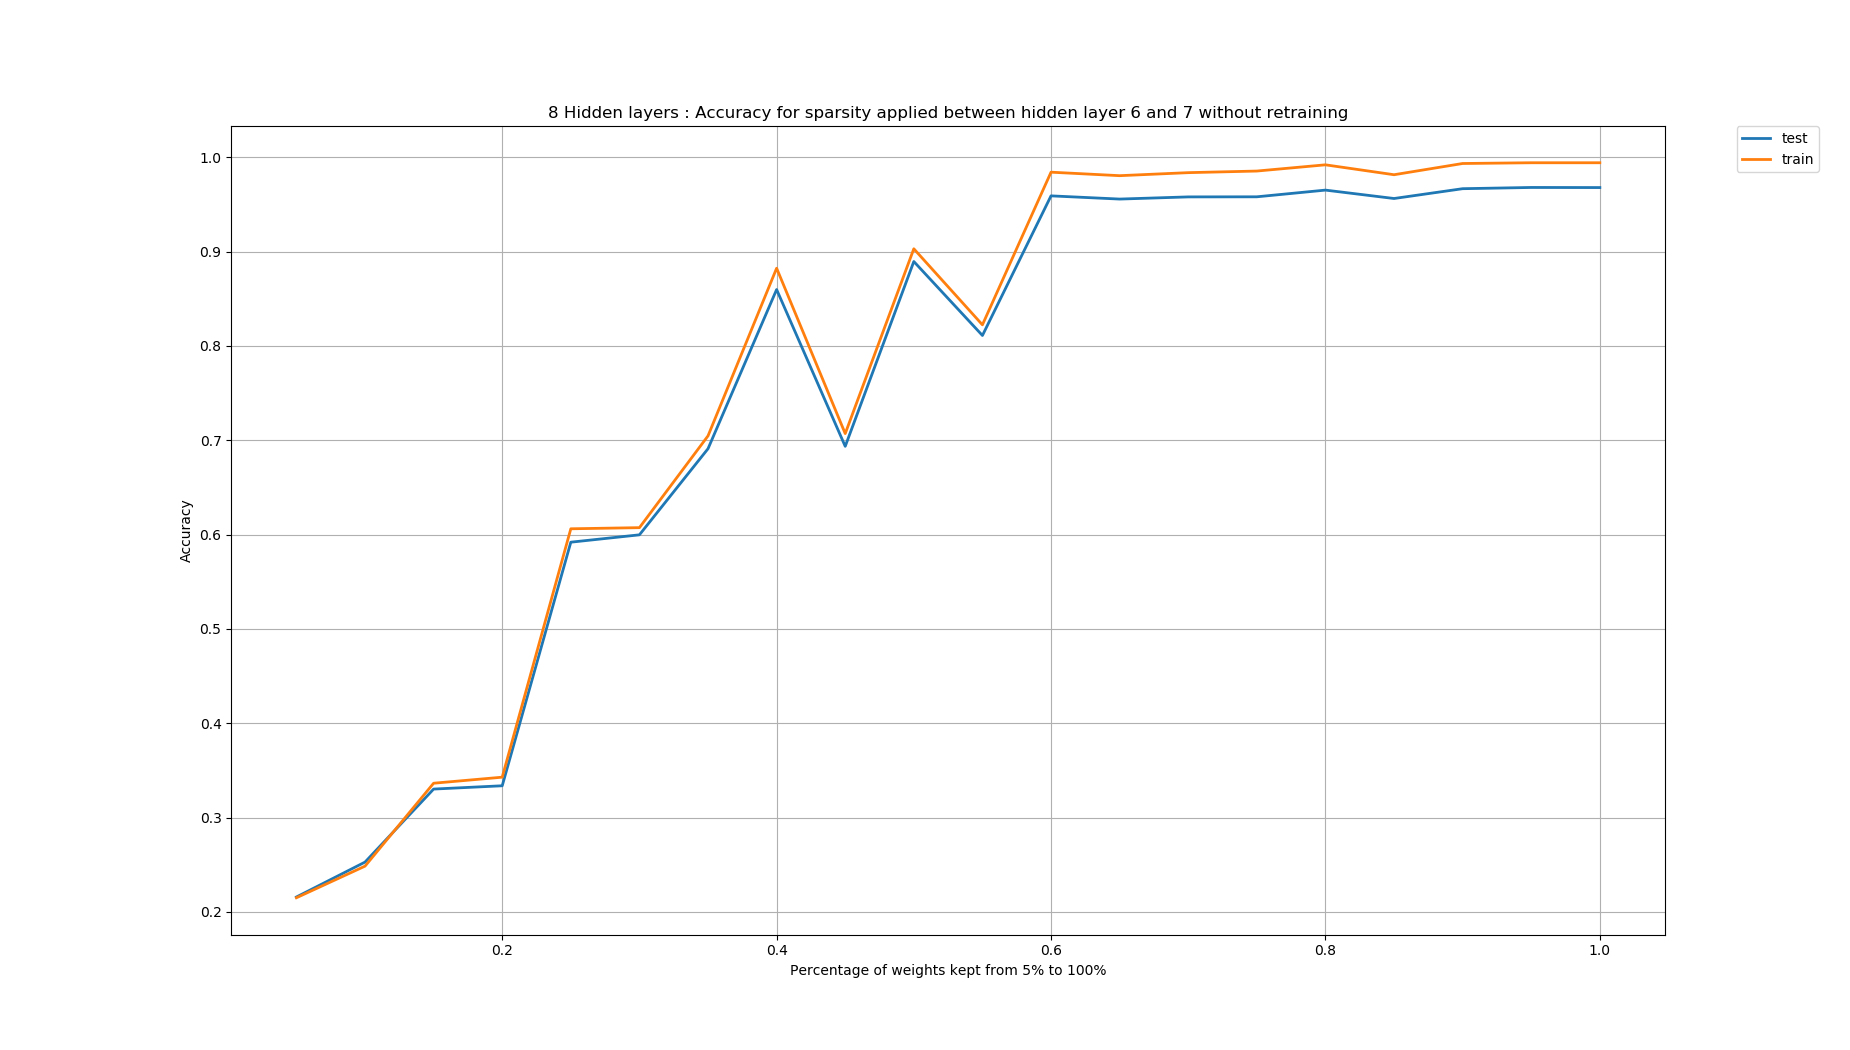 8 Hidden layers : Accuracy for sparsity applied between hidden layer 6 and 7 without retraining
test
train
1.0
0.9
0.8
0.7
0.6
0.5
0.4
0.3
0.2
Accuracy
0.2 0.4 0.6 0.8 1.0
Percentage of weights kept from 5% to 100%